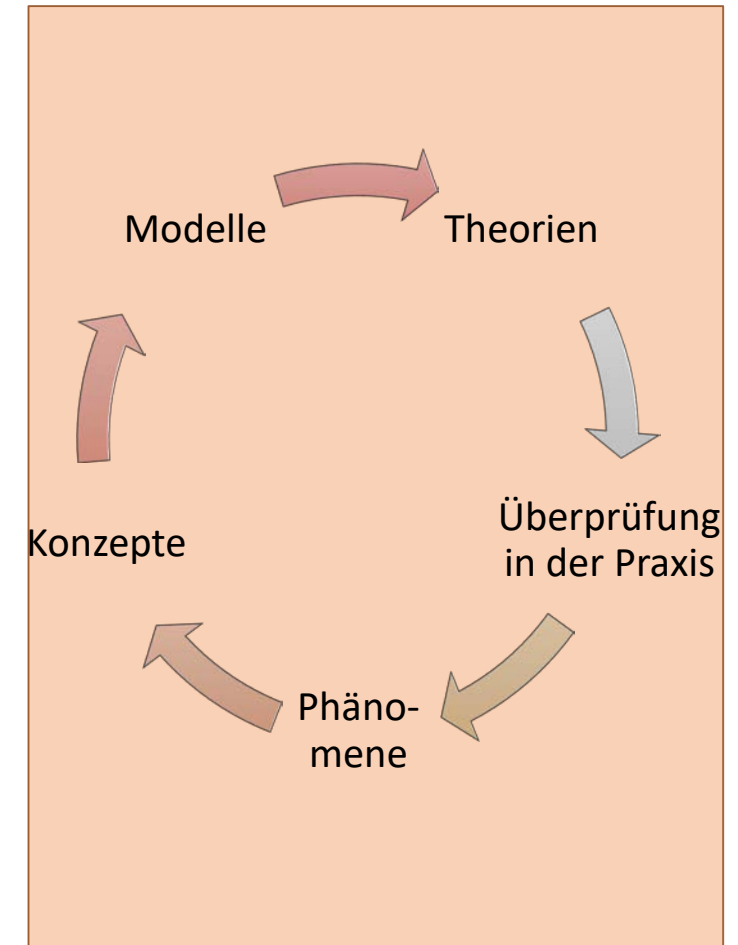 Modelle
Theorien
Überprüfung
in der Praxis
Konzepte
Phäno-
mene